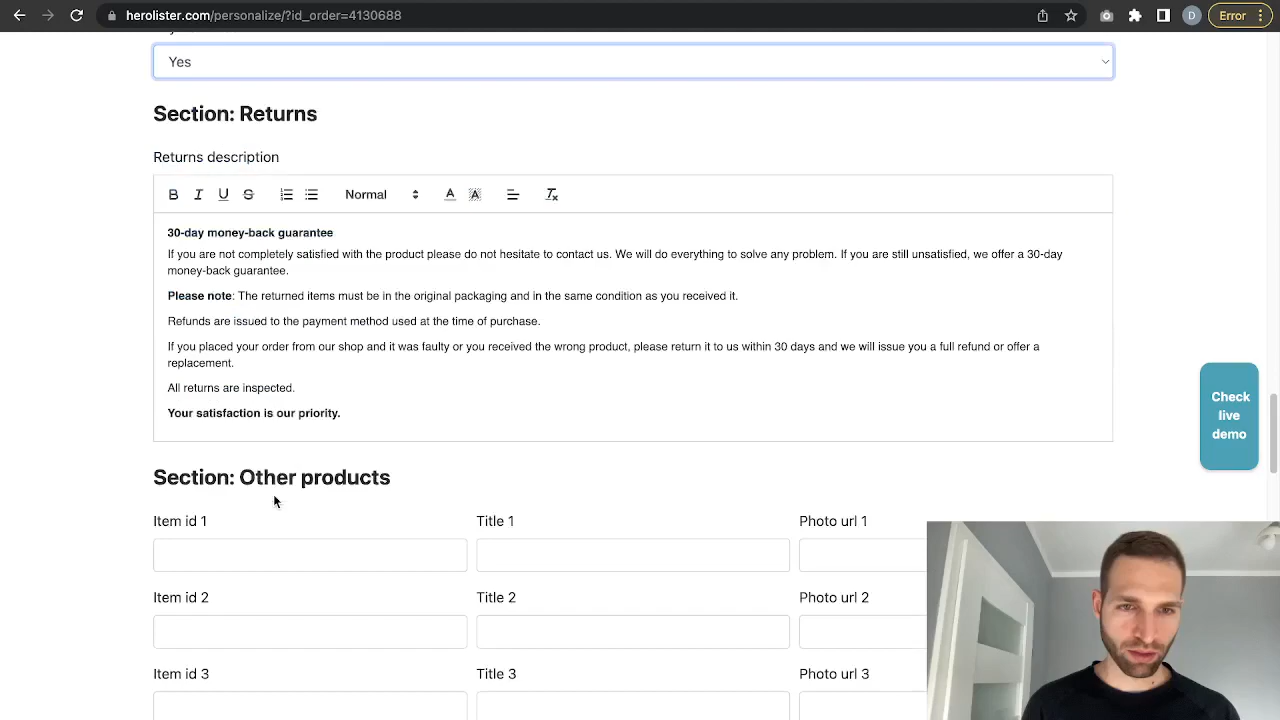 herolister.com/personalize/?id_order=4130688
D
Error
Yes
Section: Returns
Returns description
B I U S Normal A A Tx
30-day money-back guarantee
If you are not completely satisfied with the product please do not hesitate to contact us. We will do everything to solve any problem. If you are still unsatisfied, we offer a 30-day
money-back guarantee.
Please note: The returned items must be in the original packaging and in the same condition as you received it.
Refunds are issued to the payment method used at the time of purchase.
If you placed your order from our shop and it was faulty or you received the wrong product, please return it to us within 30 days and we will issue you a full refund or offer a
replacement.
All returns are inspected.
Your satisfaction is our priority.
Check
live
demo
Section: Other products
Item id 1 Title 1 Photo url 1
Item id 2 Title 2 Photo url 2
Item id 3 Title 3 Photo url 3